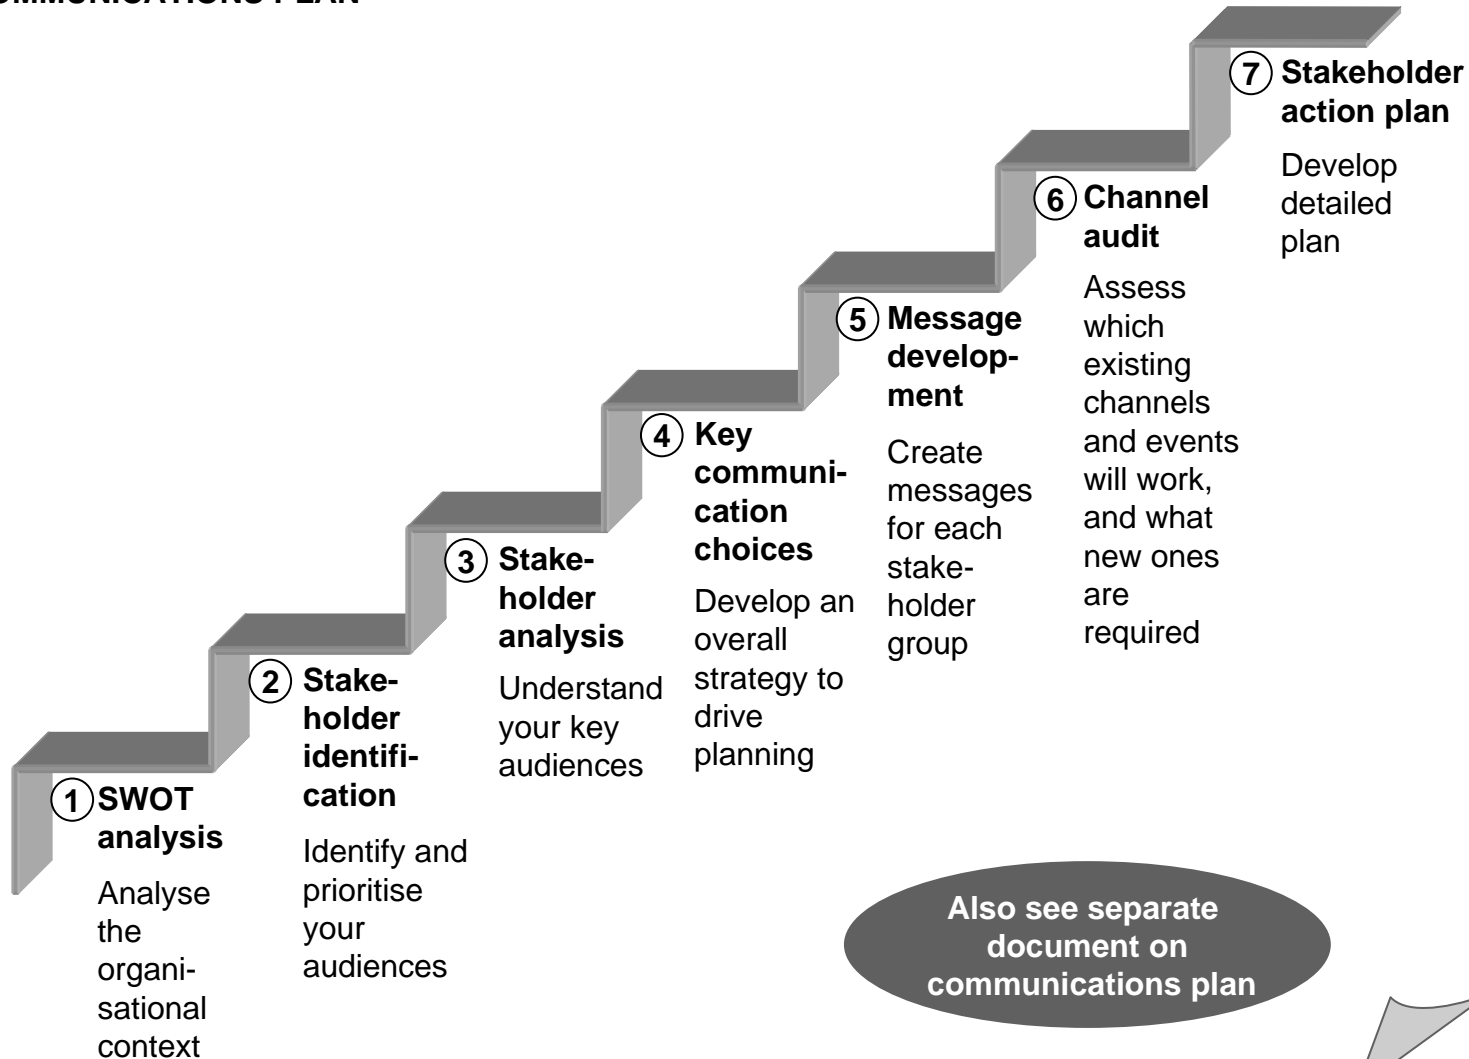 COMMUNICATIONS PLAN
7 Stakeholder
action plan
Develop
detailed
plan
6 Channel
audit
Assess
which
existing
channels
and events
will work,
and what
new ones
are
required
5 Message
develop-
ment
Create
messages
for each
stake-
holder
group
4 Key
communi-
cation
choices
Develop an
overall
strategy to
drive
planning
3 Stake-
holder
analysis
Understand
your key
audiences
2 Stake-
holder
identifi-
cation
Identify and
prioritise
your
audiences
1 SWOT
analysis
Analyse
the
organi-
sational
context
Also see separate
document on
communications plan